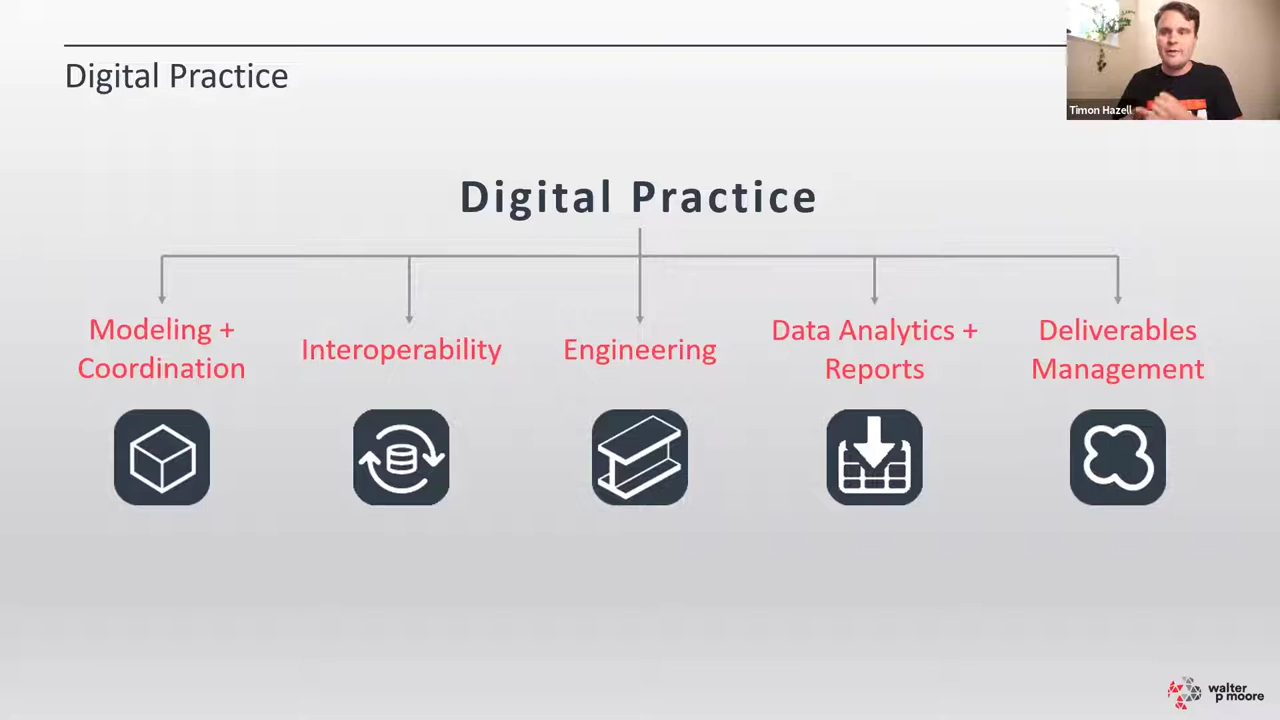 Digital Practice
Timon Hazell
Digital Practice
Modeling +
Coordination
Interoperability
Engineering
Data Analytics +
Reports
Deliverables
Management
walter
p moore